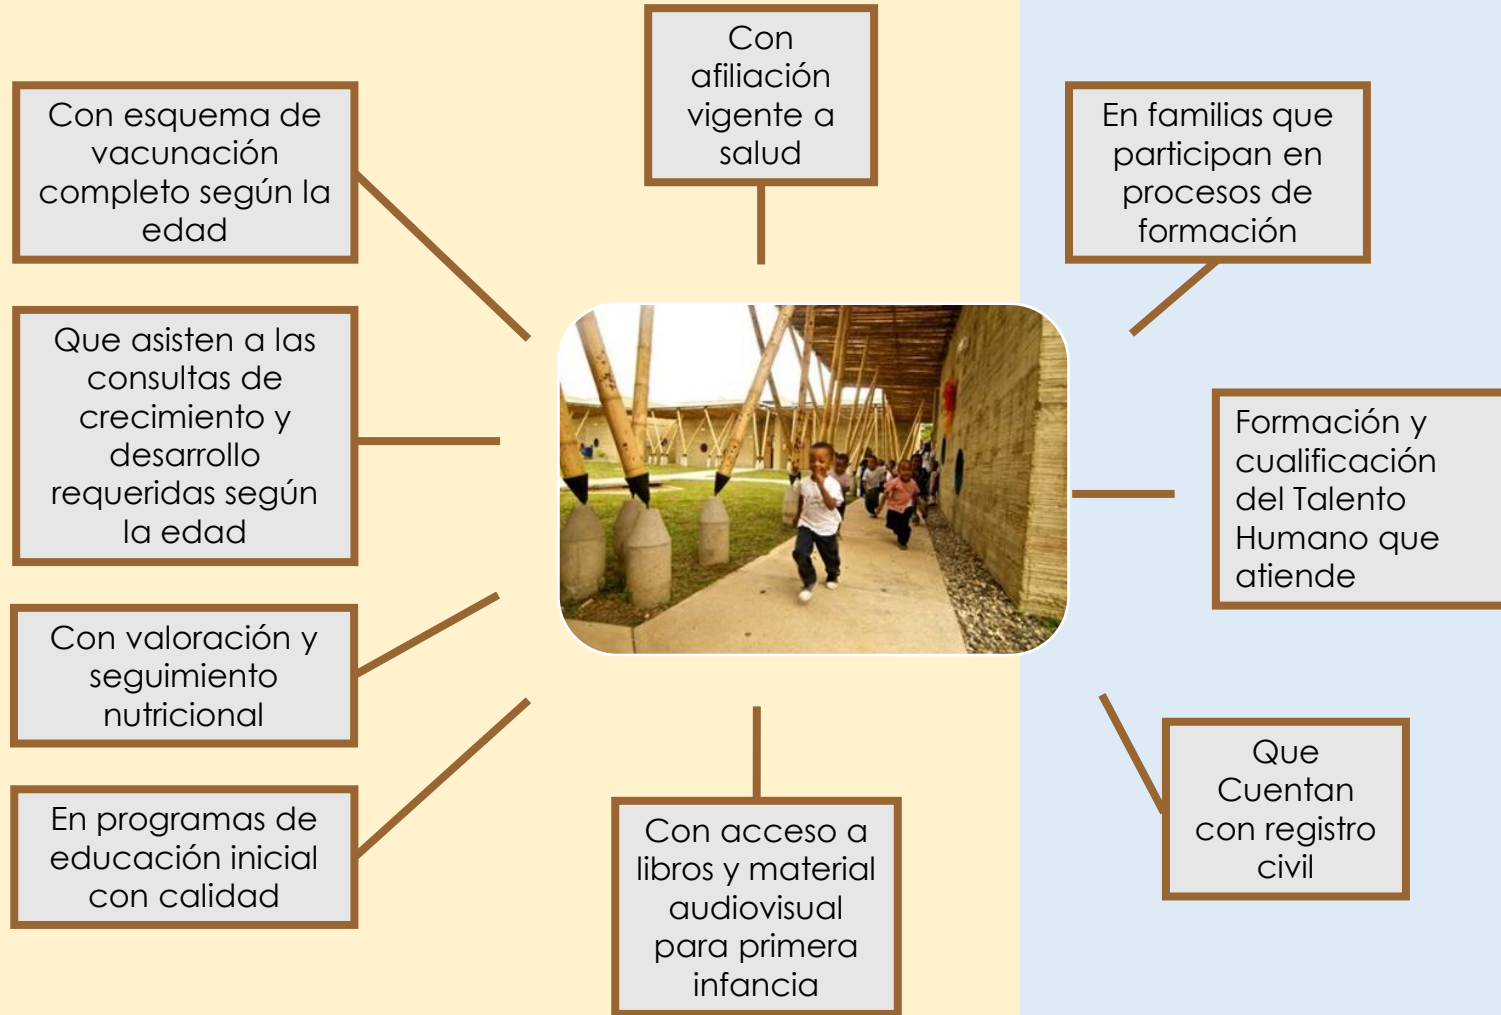 Con
afiliación
vigente a
salud
Con esquema de
vacunación
completo según la
edad
En familias que
participan en
procesos de
formación
Que asisten a las
consultas de
crecimiento y
desarrollo
requeridas según
la edad
Formación y
cualificación
del Talento
Humano que
atiende
Con valoración y
seguimiento
nutricional
Que
Cuentan
con registro
civil
En programas de
educación inicial
con calidad
Con acceso a
libros y material
audiovisual
para primera
infancia